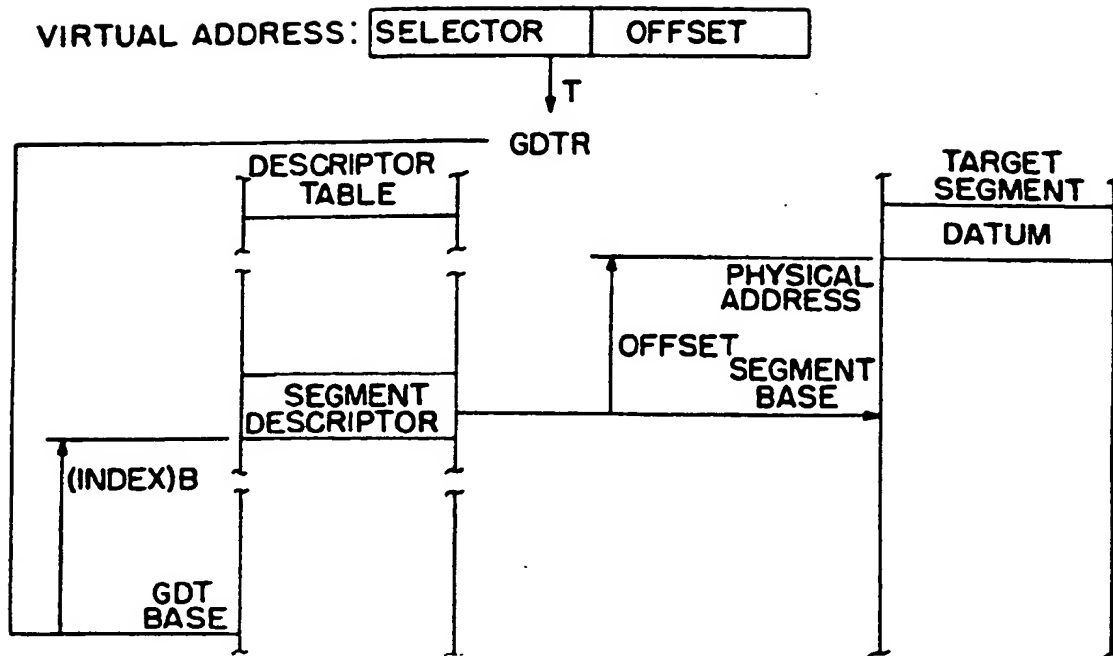 VIRTUAL ADDRESS: SELECTOR OFFSET
T
GDTR
DESCRIPTOR
TABLE
TARGET
SEGMENT
DATUM
PHYSICAL
ADDRESS
OFFSET
SEGMENT
BASE
SEGMENT
DESCRIPTOR
(INDEX)B
GDT
BASE